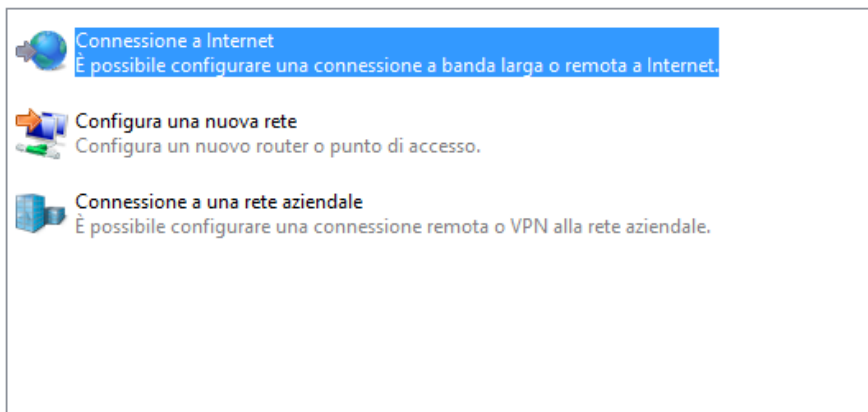 Connessione a Internet
È possibile configurare una connessione a banda larga o remota a Internet.
Configura una nuova rete
Configura un nuovo router o punto di accesso.
Connessione a una rete aziendale
È possibile configurare una connessione remota o VPN alla rete aziendale.